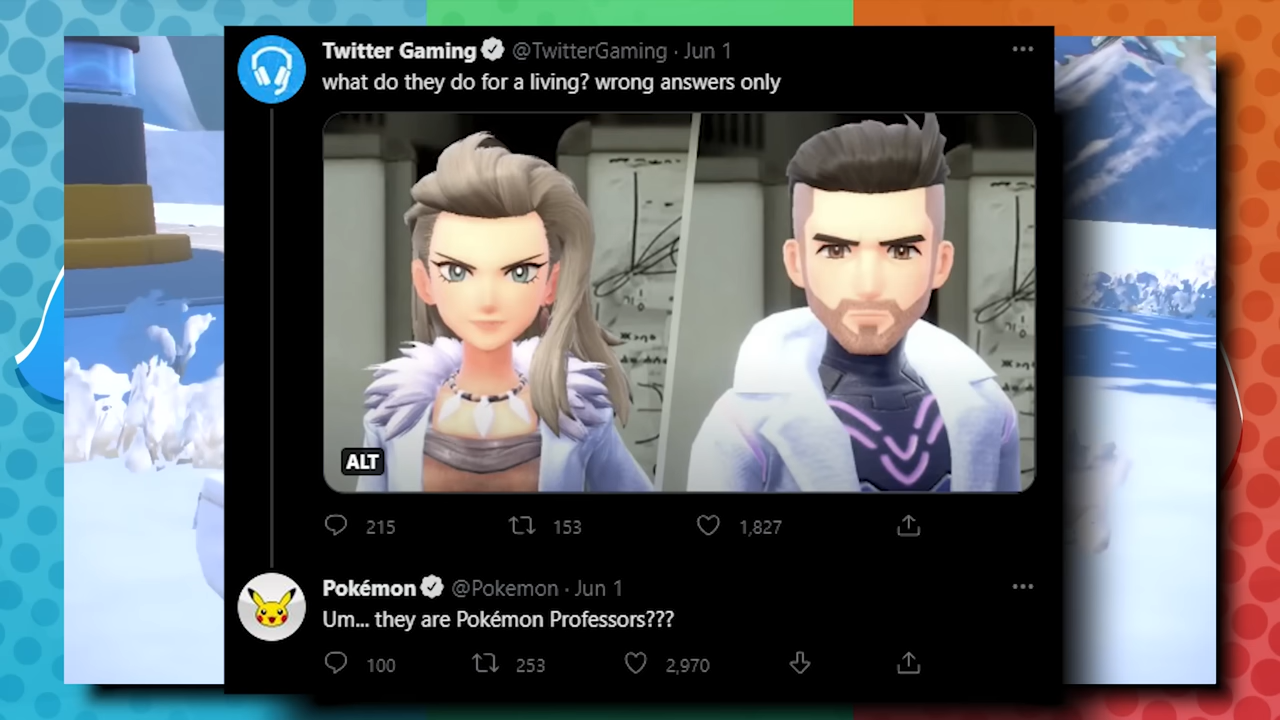 Twitter Gaming @TwitterGaming · Jun 1
what do they do for a living? wrong answers only
ALT
215 153 1,827
Pokémon @Pokemon · Jun 1
Um... they are Pokémon Professors???
100 253 2,970